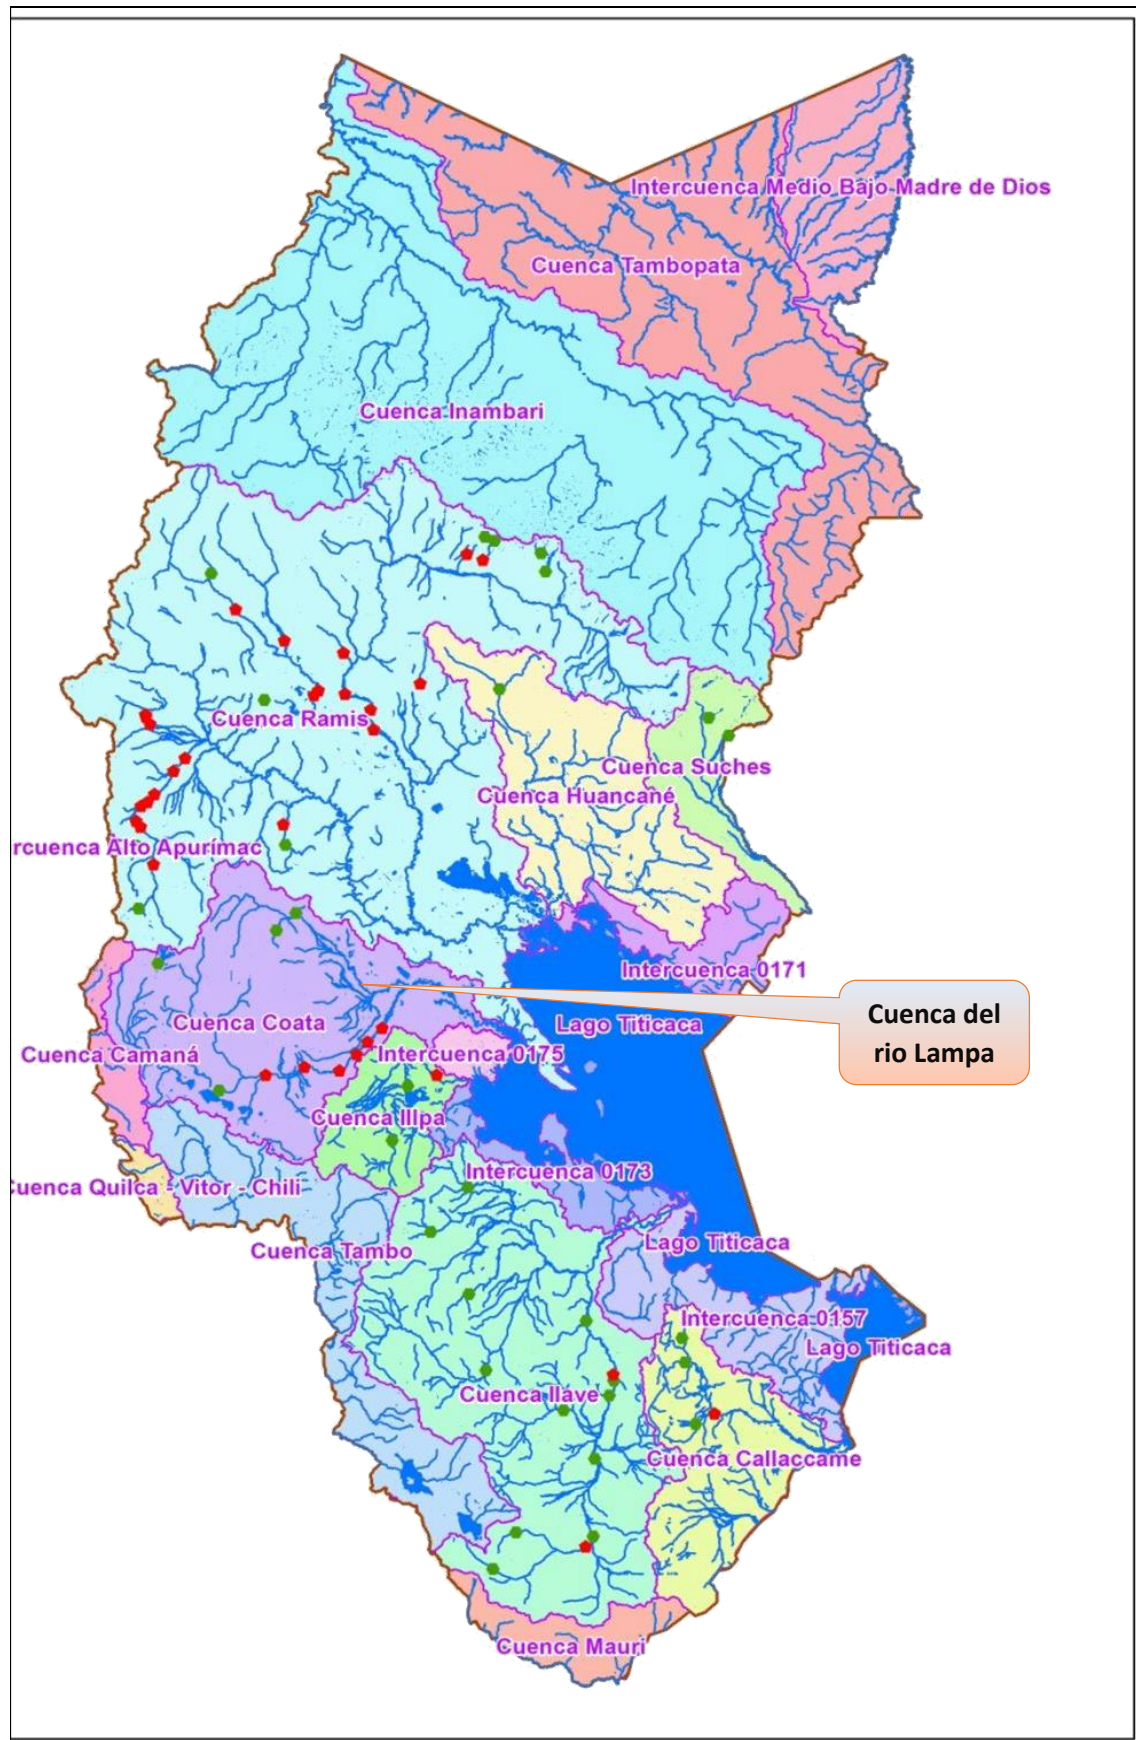 Intercuenca Medio Bajo Madre de Dios
Cuenca Tambopata
Cuenca Inambari
Cuenca Ramis
Cuenca Suches
Cuenca Huancané
rcuenca Alto Apurímac
Intercuenca 0171
Cuenca del
rio Lampa
Cuenca Coata
Lago Titicaca
Cuenca Camaná
Intercuenca 0175
Cuenca Illpa
Intercuenca 0173
Cuenca Quilca - Vitor - Chili
Cuenca Tambo
Lago Titicaca
Intercuenca 0157
Lago Titicaca
Cuenca Ilave
Cuenca Callaccame
Cuenca Mauri